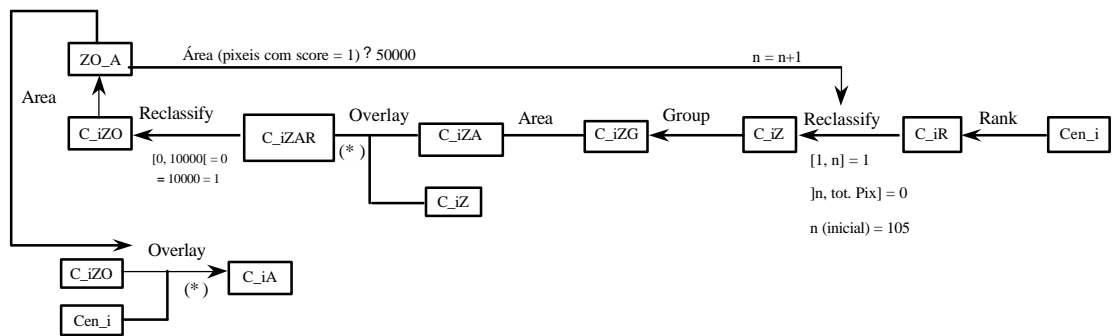 ZO_A
Área (pixeis com score = 1) ? 50000
n = n+1
Area
Reclassify
Overlay
Area
Group
Reclassify
Rank
C_iZO
C_iZAR
(*)
C_iZA
C_iZG
C_iZ
C_iR
Cen_i
[0, 10000[ = 0
= 10000 = 1
C_iZ
[1, n] = 1
]n, tot. Pix] = 0
n (inicial) = 105
Overlay
C_iZO
(*)
C_iA
Cen_i